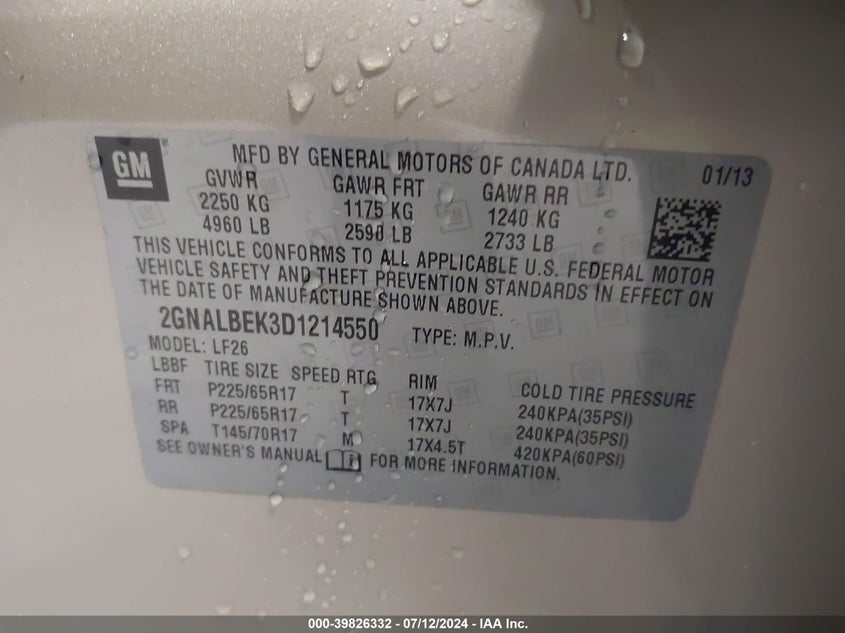 GM
MFD BY GENERAL MOTORS OF CANADA LTD. 01/13
GVWR GAWR FRT GAWR RR
2250 KG 1175 KG 1240 KG
4960 LB 2590 LB 2733 LB
THIS VEHICLE CONFORMS TO ALL APPLICABLE U.S. FEDERAL MOTOR
VEHICLE SAFETY AND THEFT PREVENTION STANDARDS IN EFFECT ON
THE DATE OF MANUFACTURE SHOWN ABOVE.
2GNALBEK3D1214550 TYPE: M.P.V.
MODEL: LF26
LBBF TIRE SIZE SPEED RTG RIM COLD TIRE PRESSURE
FRT P225/65R17 T 17X7J 240KPA(35PSI)
RR P225/65R17 T 17X7J 240KPA(35PSI)
SPA T145/70R17 M 17X4.5T 420KPA(60PSI)
SEE OWNER'S MANUAL FOR MORE INFORMATION.
000-39826332 / 07/12/2024 - IAA Inc.